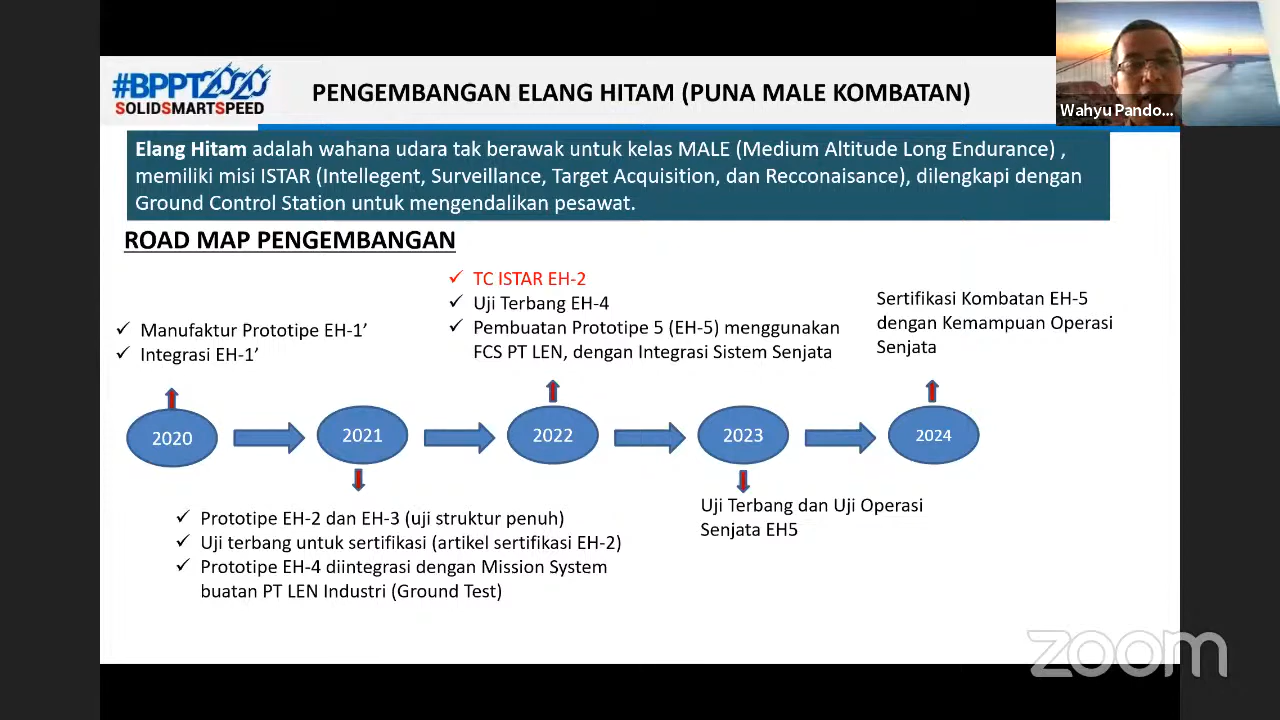 #BPPT2020
SOLIDSMARTSPEED
PENGEMBANGAN ELANG HITAM (PUNA MALE KOMBATAN)
Wahyu Pando...
Elang Hitam adalah wahana udara tak berawak untuk kelas MALE (Medium Altitude Long Endurance) ,
memiliki misi ISTAR (Intellegent, Surveillance, Target Acquisition, dan Recconaisance), dilengkapi dengan
Ground Control Station untuk mengendalikan pesawat.
ROAD MAP PENGEMBANGAN
✓ Manufaktur Prototipe EH-1’
✓ Integrasi EH-1’
✓ TC ISTAR EH-2
✓ Uji Terbang EH-4
✓ Pembuatan Prototipe 5 (EH-5) menggunakan
FCS PT LEN, dengan Integrasi Sistem Senjata
Sertifikasi Kombatan EH-5
dengan Kemampuan Operasi
Senjata
2020
2021
2022
2023
2024
✓ Prototipe EH-2 dan EH-3 (uji struktur penuh)
✓ Uji terbang untuk sertifikasi (artikel sertifikasi EH-2)
✓ Prototipe EH-4 diintegrasi dengan Mission System
buatan PT LEN Industri (Ground Test)
Uji Terbang dan Uji Operasi
Senjata EH5
zoom